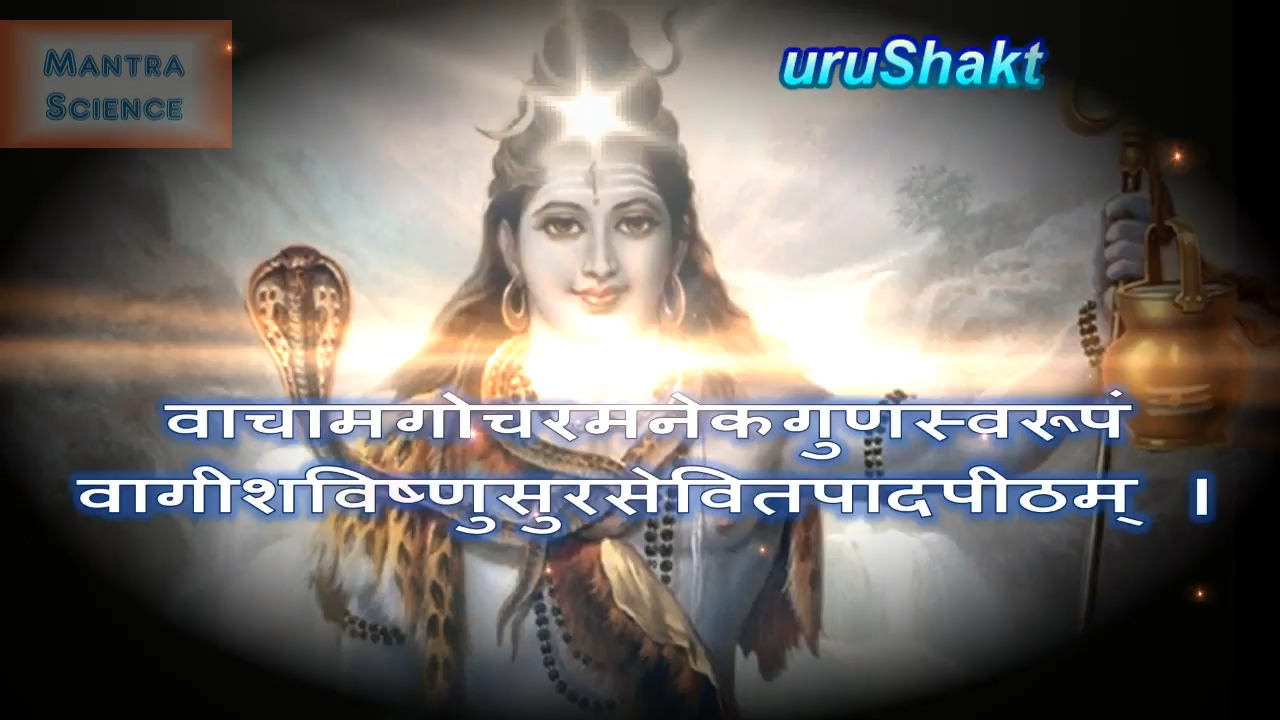 MANTRA
SCIENCE
uruShakt
वाचामगोचरमनेकगुणस्वरूपं
वागीशविष्णुसुरसेवितपादपीठम् ।